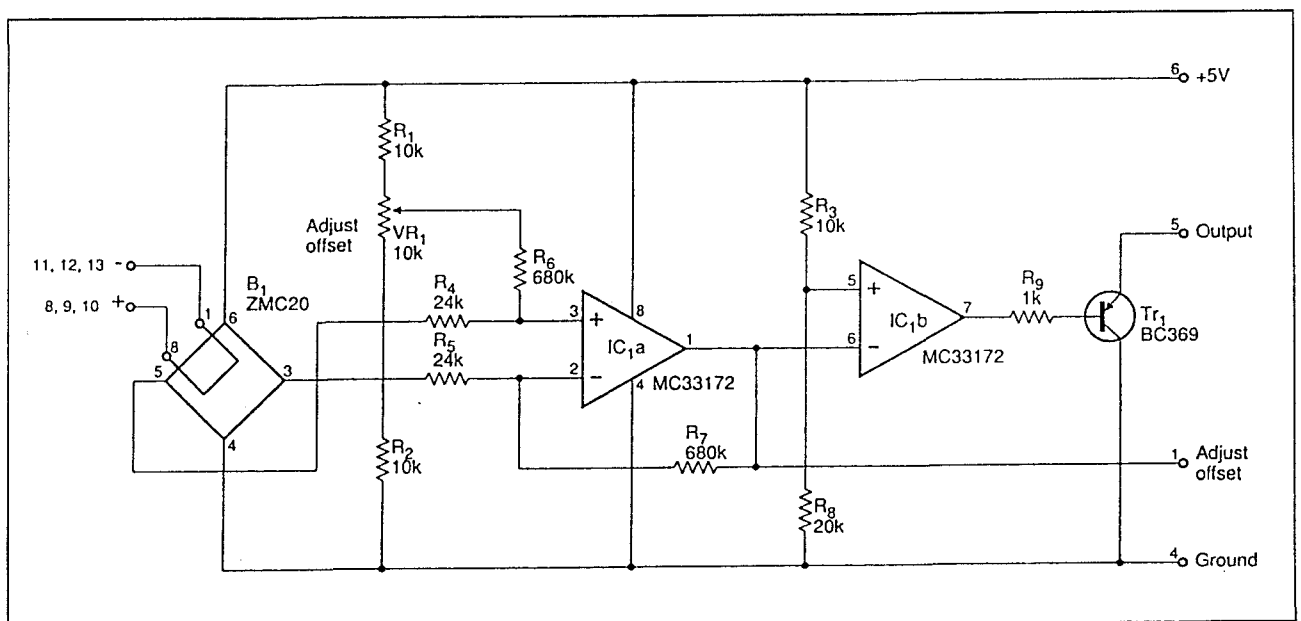 6 +5V
R1
10k
Adjust
offset
VR1
10k
R6
680k
R3
10k
5 Output
11, 12, 13 -
8, 9, 10 +
B1
ZMC20
1
6
8
5
3
4
R4
24k
R5
24k
3 +
2 -
8
IC1a
1
4
MC33172
5 +
6 -
IC1b
7
MC33172
R9
1k
Tr1
BC369
R2
10k
R7
680k
1 Adjust
offset
R8
20k
4 Ground